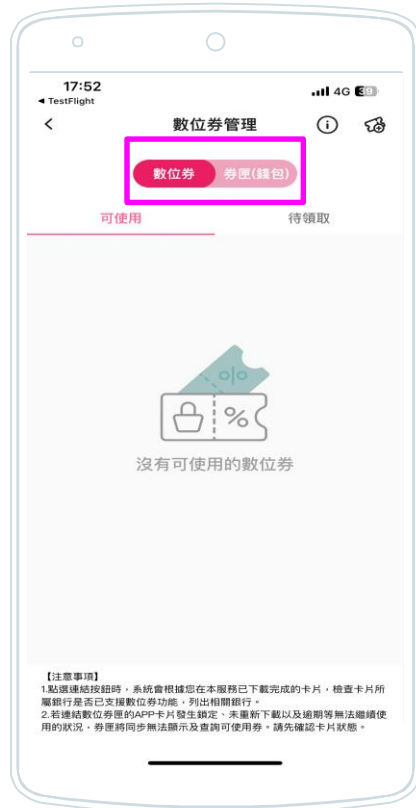 17:52
4G 39
◀ TestFlight
數位券管理
數位券 券匣(錢包)
可使用 待領取
%
沒有可使用的數位券
【注意事項】
1.點選連結按鈕時，系統會根據您在本服務已下載完成的卡片，檢查卡片所
屬銀行是否已支援數位券功能，列出相關銀行。
2.若連結數位券匣的APP卡片發生鎖定、未重新下載以及逾期等無法繼續使
用的狀況，券匣將同步無法顯示及查詢可使用券。請先確認卡片狀態。